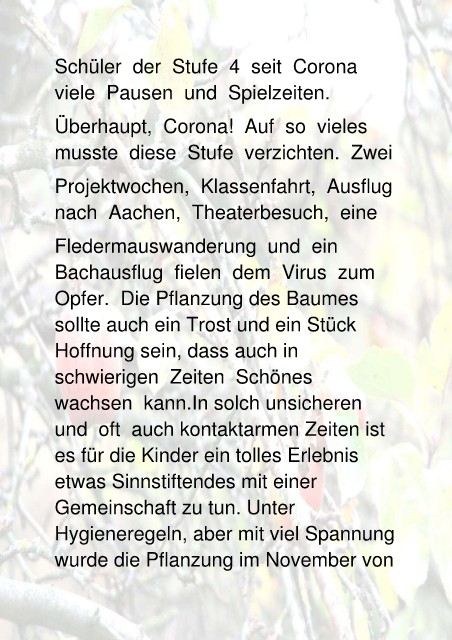 Schüler der Stufe 4 seit Corona
viele Pausen und Spielzeiten.
Überhaupt, Corona! Auf so vieles
musste diese Stufe verzichten. Zwei
Projektwochen, Klassenfahrt, Ausflug
nach Aachen, Theaterbesuch, eine
Fledermauswanderung und ein
Bachausflug fielen dem Virus zum
Opfer. Die Pflanzung des Baumes
sollte auch ein Trost und ein Stück
Hoffnung sein, dass auch in
schwierigen Zeiten Schönes
wachsen kann.In solch unsicheren
und oft auch kontaktarmen Zeiten ist
es für die Kinder ein tolles Erlebnis
etwas Sinnstiftendes mit einer
Gemeinschaft zu tun. Unter
Hygieneregeln, aber mit viel Spannung
wurde die Pflanzung im November von